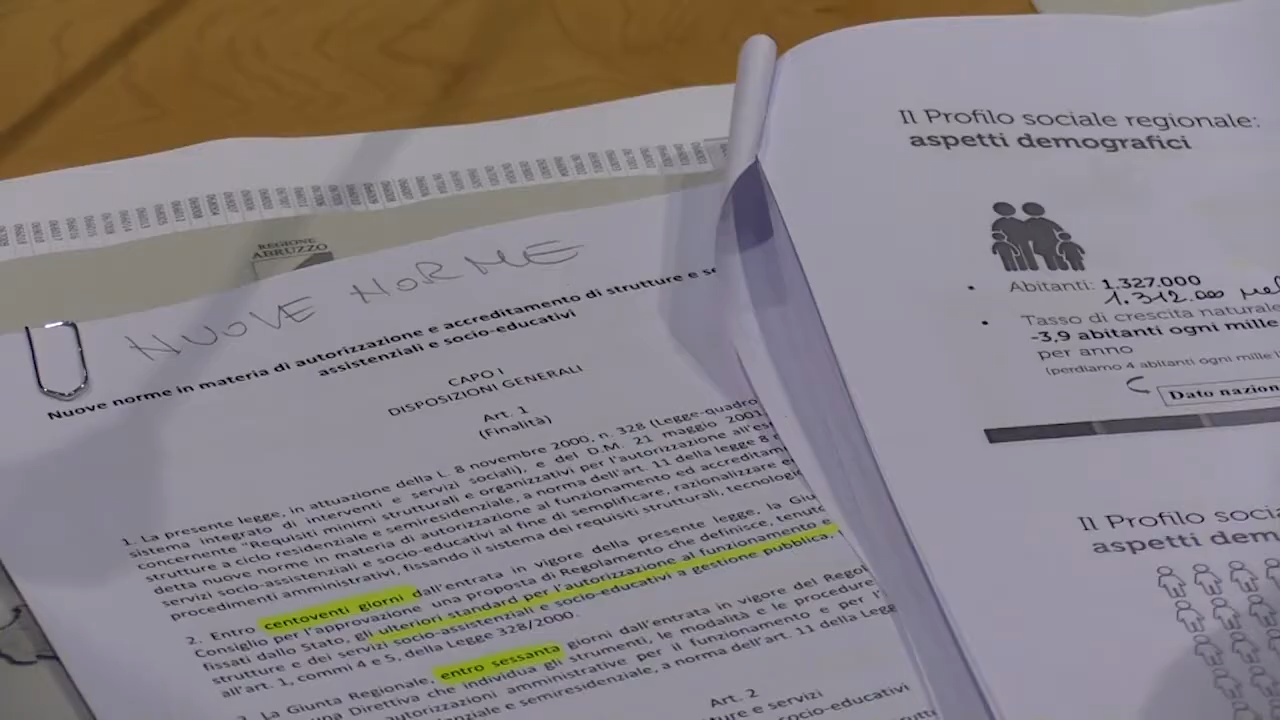 REGIONE
ABRUZZO
NUOVE NORME
Nuove norme in materia di autorizzazione e accreditamento di strutture e se
assistenziali e socio-educativi
CAPO I
DISPOSIZIONI GENERALI
Art. 1
(Finalità)
1. La presente legge, in attuazione della L. 8 novembre 2000, n. 328 (Legge-quadro
sistema integrato di interventi e servizi sociali), e del D.M. 21 maggio 2001,
concernente "Requisiti minimi strutturali e organizzativi per l'autorizzazione all'es
strutture a ciclo residenziale e semiresidenziale, a norma dell'art. 11 della legge 8
detta nuove norme in materia di autorizzazione al funzionamento ed accreditam
servizi socio-assistenziali e socio-educativi al fine di semplificare, razionalizzare e
procedimenti amministrativi, fissando il sistema dei requisiti strutturali, tecnologic
2. Entro centoventi giorni dall'entrata in vigore della presente legge, la Giu
Consiglio per l'approvazione una proposta di Regolamento che definisce, tenuto
fissati dallo Stato, gli ulteriori standard per l'autorizzazione al funzionamento e
strutture e dei servizi socio-assistenziali e socio-educativi a gestione pubblica,
all'art. 1, commi 4 e 5, della Legge 328/2000.
3. La Giunta Regionale, entro sessanta giorni dall'entrata in vigore del Regol
una Direttiva che individua gli strumenti, le modalità e le procedure
autorizzazioni amministrative per il funzionamento e per l'
enziale e semiresidenziale, a norma dell'art. 11 della Legg
Art. 2
ture e servizi
socio-educativi
Il Profilo sociale regionale:
aspetti demografici
• Abitanti: 1.327.000
1.312.000
• Tasso di crescita naturale
-3,9 abitanti ogni mille
per anno
(perdiamo 4 abitanti ogni mille
Dato nazion
Il Profilo socia
aspetti dem